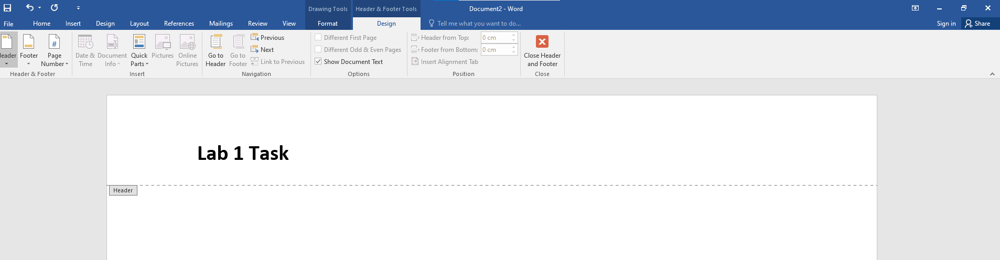 Drawing Tools
Header & Footer Tools
Document2 - Word
File
Home
Insert
Design
Layout
References
Mailings
Review
View
Format
Design
Tell me what you want to do...
Sign in
Share
eader
Footer
Page
Number
Header & Footer
Date &
Time
Document
Info
Quick
Parts
Pictures
Online
Pictures
Insert
Go to
Header
Go to
Footer
Previous
Next
Link to Previous
Navigation
Different First Page
Different Odd & Even Pages
Show Document Text
Options
Header from Top:
0 cm
Footer from Bottom:
0 cm
Insert Alignment Tab
Position
Close Header
and Footer
Close
Lab 1 Task
Header